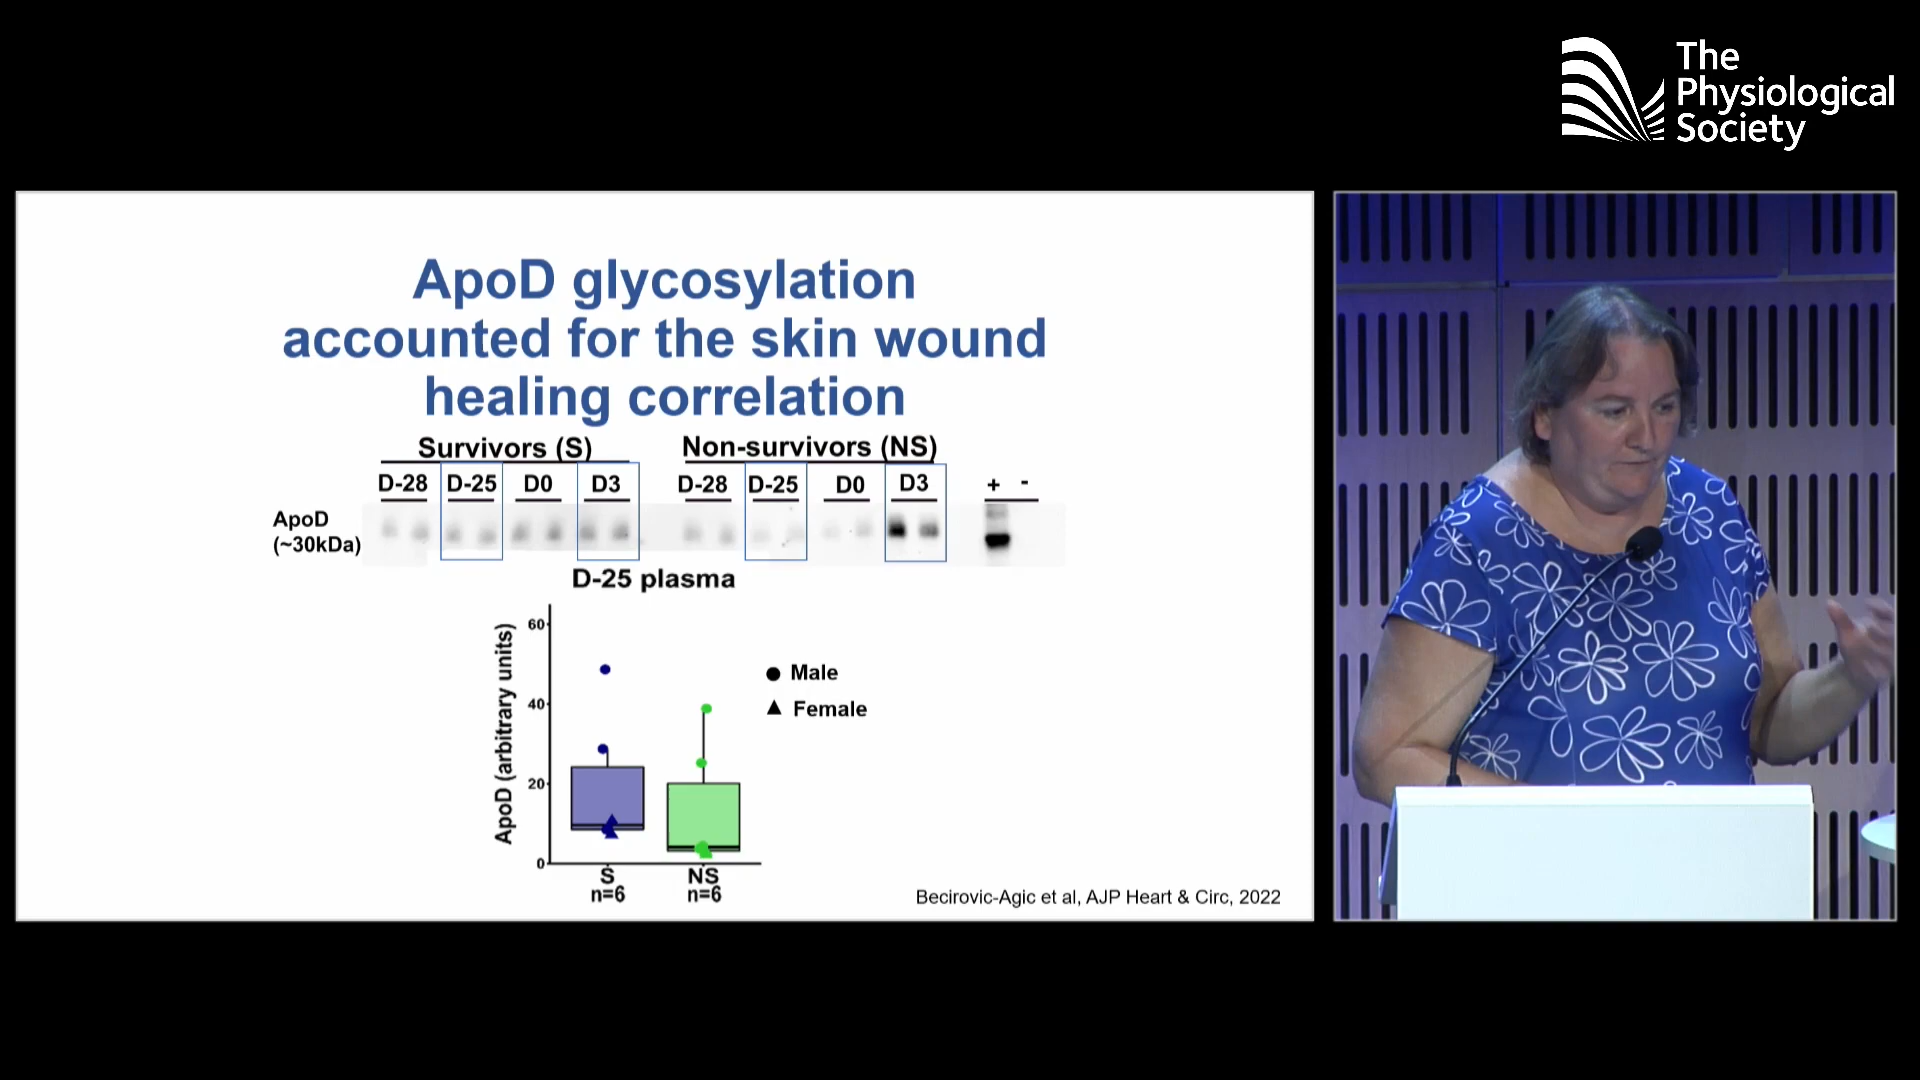 The
Physiological
Society
ApoD glycosylation
accounted for the skin wound
healing correlation
Survivors (S)
Non-survivors (NS)
D-28 D-25 D0 D3 D-28 D-25 D0 D3 + -
ApoD
(~30kDa)
D-25 plasma
ApoD (arbitrary units)
60
40
20
0
Male
Female
S
n=6
NS
n=6
Becirovic-Agic et al, AJP Heart & Circ, 2022